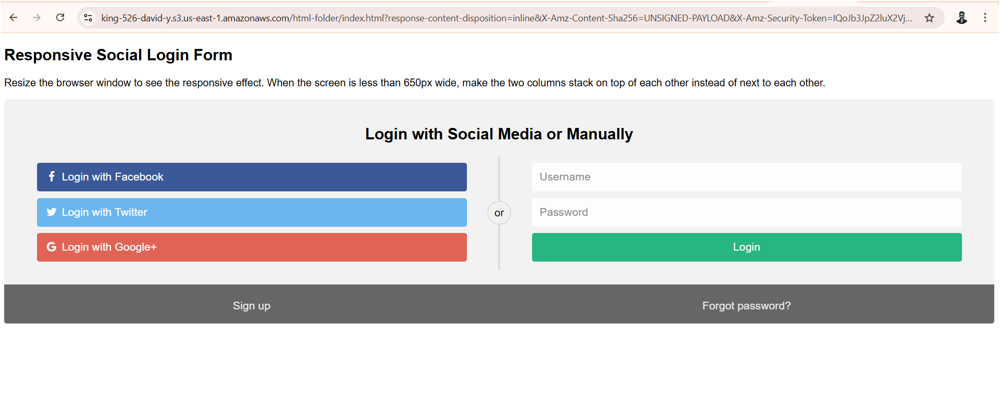 king-526-david-y.s3.us-east-1.amazonaws.com/html-folder/index.html?response-content-disposition=inline&X-Amz-Content-Sha256=UNSIGNED-PAYLOAD&X-Amz-Security-Token=IQoJb3JpZ2luX2Vj...
Responsive Social Login Form
Resize the browser window to see the responsive effect. When the screen is less than 650px wide, make the two columns stack on top of each other instead of next to each other.
Login with Social Media or Manually
Login with Facebook
Login with Twitter
Login with Google+
or
Username
Password
Login
Sign up
Forgot password?